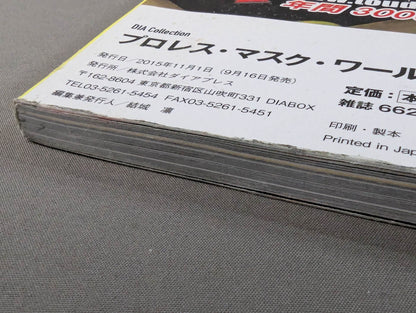 年間300
DIA Collection
プロレス・マスク・ワール
発行日／2015年11月1日（9月16日発売）
発行所／株式会社ダイアプレス
〒162-8604 東京都新宿区山吹町331 DIABOX
TEL03-5261-5454 FAX03-5261-5451
編集兼発行人／結城 凛
定価：本
雑誌 662
印刷・製本
Printed in Jap